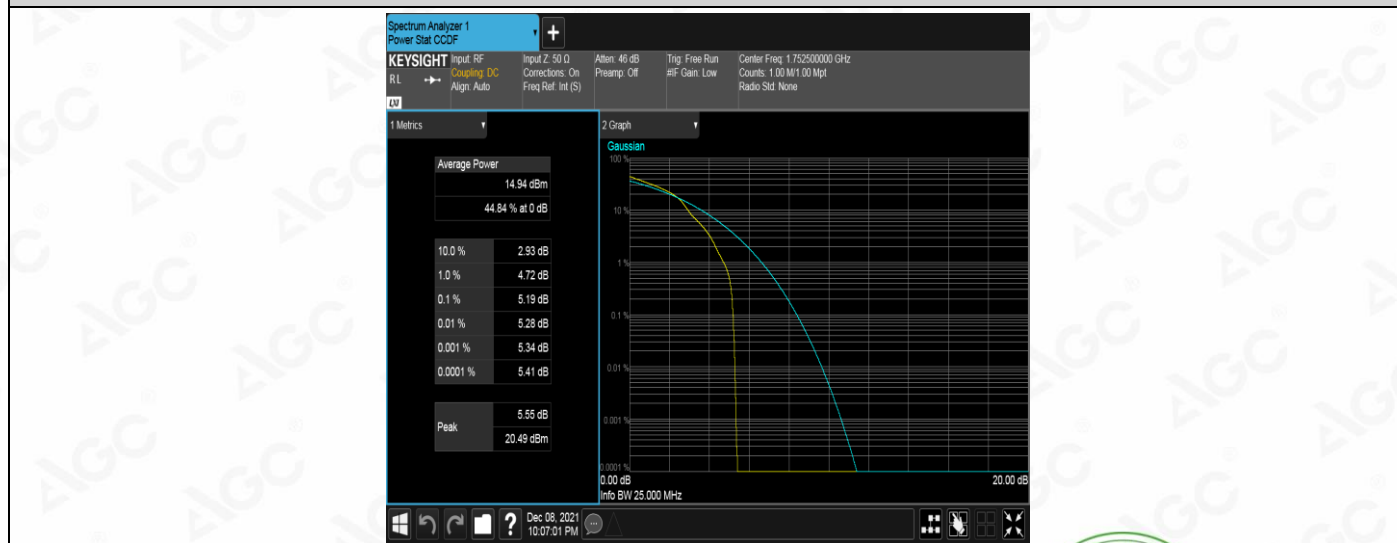 Spectrum Analyzer 1
Power Stat CCDF
+
KEYSIGHT
RL
LXI
Input: RF
Coupling: DC
Align: Auto
Input Z: 50 Ω
Corrections: On
Freq Ref: Int (S)
Atten: 46 dB
Preamp: Off
Trig: Free Run
#IF Gain: Low
Center Freq: 1.752500000 GHz
Counts: 1.00 M/1.00 Mpt
Radio Std: None
1 Metrics
Average Power
14.94 dBm
44.84 % at 0 dB
10.0 % 2.93 dB
1.0 % 4.72 dB
0.1 % 5.19 dB
0.01 % 5.28 dB
0.001 % 5.34 dB
0.0001 % 5.41 dB
Peak
5.55 dB
20.49 dBm
2 Graph
Gaussian
100 %
10 %
1 %
0.1 %
0.01 %
0.001 %
0.0001 %
0.00 dB 20.00 dB
Info BW 25.000 MHz
?
Dec 08, 2021
10:07:01 PM
AGC